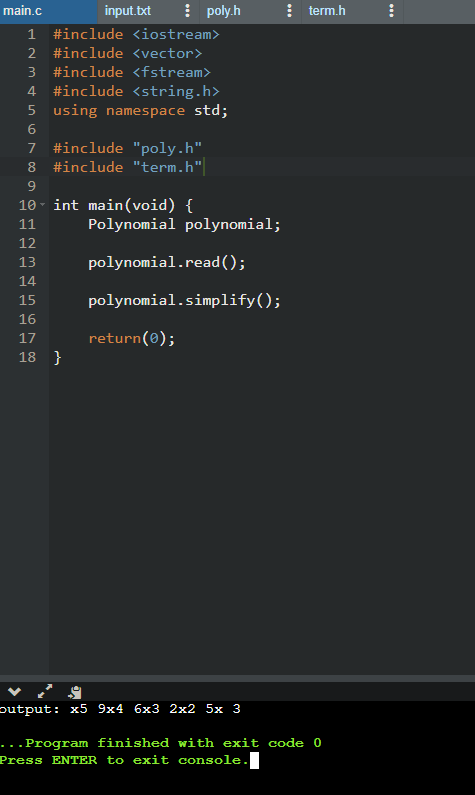 main.c input.txt poly.h term.h
1 #include <iostream>
2 #include <vector>
3 #include <fstream>
4 #include <string.h>
5 using namespace std;
6
7 #include "poly.h"
8 #include "term.h"
9
10 int main(void) {
11 Polynomial polynomial;
12
13 polynomial.read();
14
15 polynomial.simplify();
16
17 return(0);
18 }
output: x5 9x4 6x3 2x2 5x 3
...Program finished with exit code 0
Press ENTER to exit console.